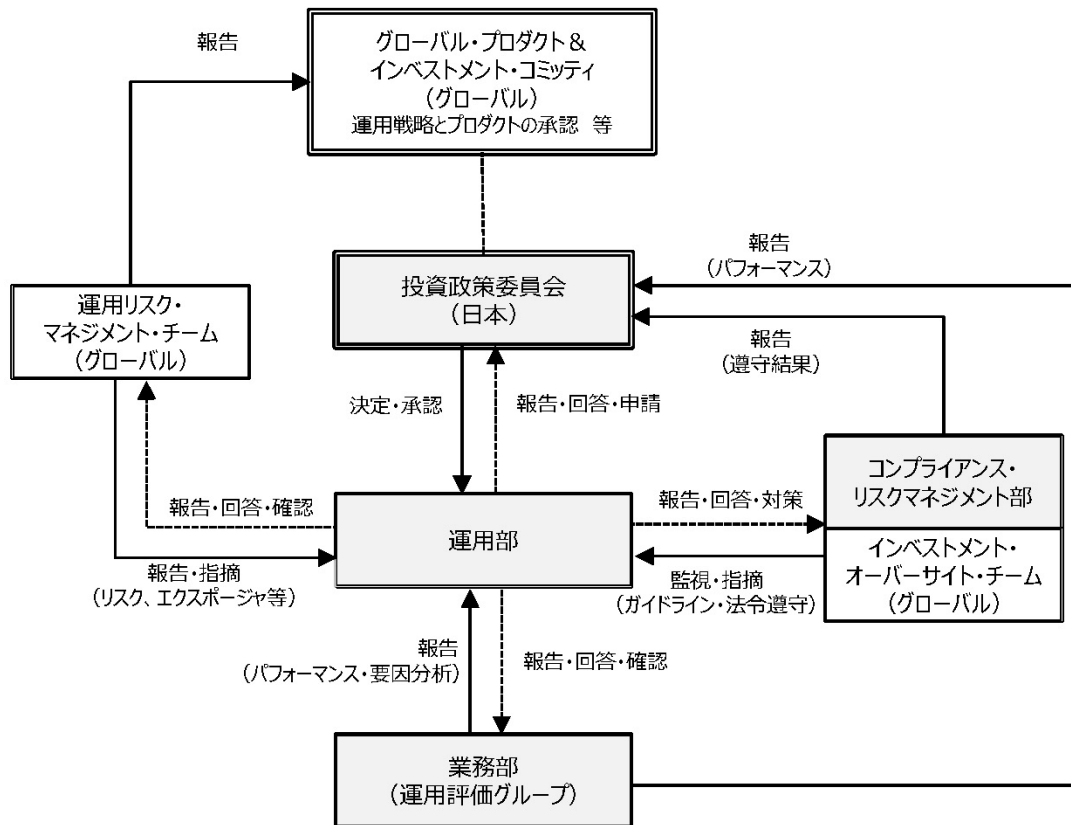 報告
グローバル・プロダクト＆
インベストメント・コミッティ
（グローバル）
運用戦略とプロダクトの承認　等
報告
（パフォーマンス）
投資政策委員会
（日本）
運用リスク・
マネジメント・チーム
（グローバル）
報告
（遵守結果）
決定・承認
報告・回答・申請
コンプライアンス・
リスクマネジメント部
報告・回答・確認
運用部
報告・回答・対策
インベストメント・
オーバーサイト・チーム
（グローバル）
報告・指摘
（リスク、エクスポージャ等）
監視・指摘
（ガイドライン・法令遵守）
報告
（パフォーマンス・要因分析）
報告・回答・確認
業務部
（運用評価グループ）